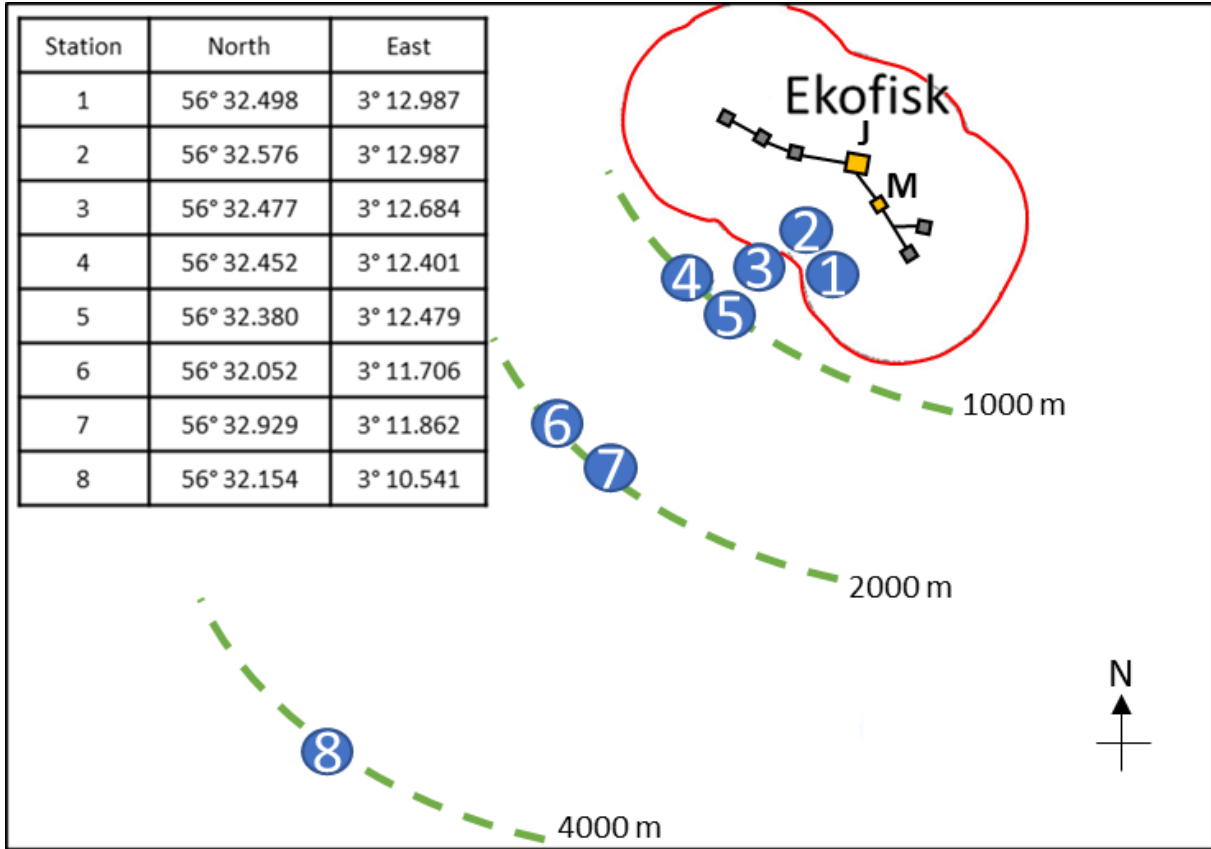 Station North East
1 56° 32.498 3° 12.987
2 56° 32.576 3° 12.987
3 56° 32.477 3° 12.684
4 56° 32.452 3° 12.401
5 56° 32.380 3° 12.479
6 56° 32.052 3° 11.706
7 56° 32.929 3° 11.862
8 56° 32.154 3° 10.541
Ekofisk
J
M
2
1
3
4
5
1000 m
6
7
2000 m
N
8
4000 m